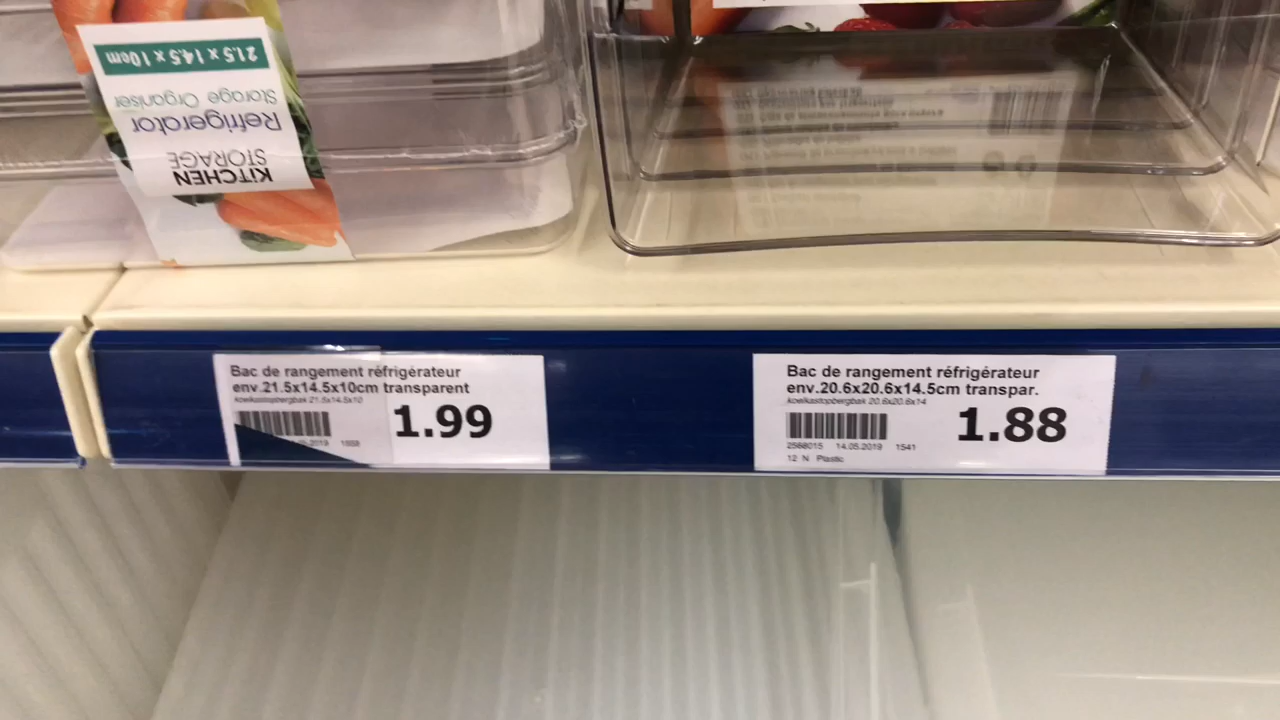 21.5 x 14.5 x 10cm
Storage Organiser
Refrigerator
STORAGE
KITCHEN
Bac de rangement réfrigérateur
env.21.5x14.5x10cm transparent
koelkastopbergbak 21.5x14.5x10
1.99
2019 1559
Bac de rangement réfrigérateur
env.20.6x20.6x14.5cm transpar.
koelkastopbergbak 20.6x20.6x14
1.88
2568015 14.05.2019 1541
12 N Plastic